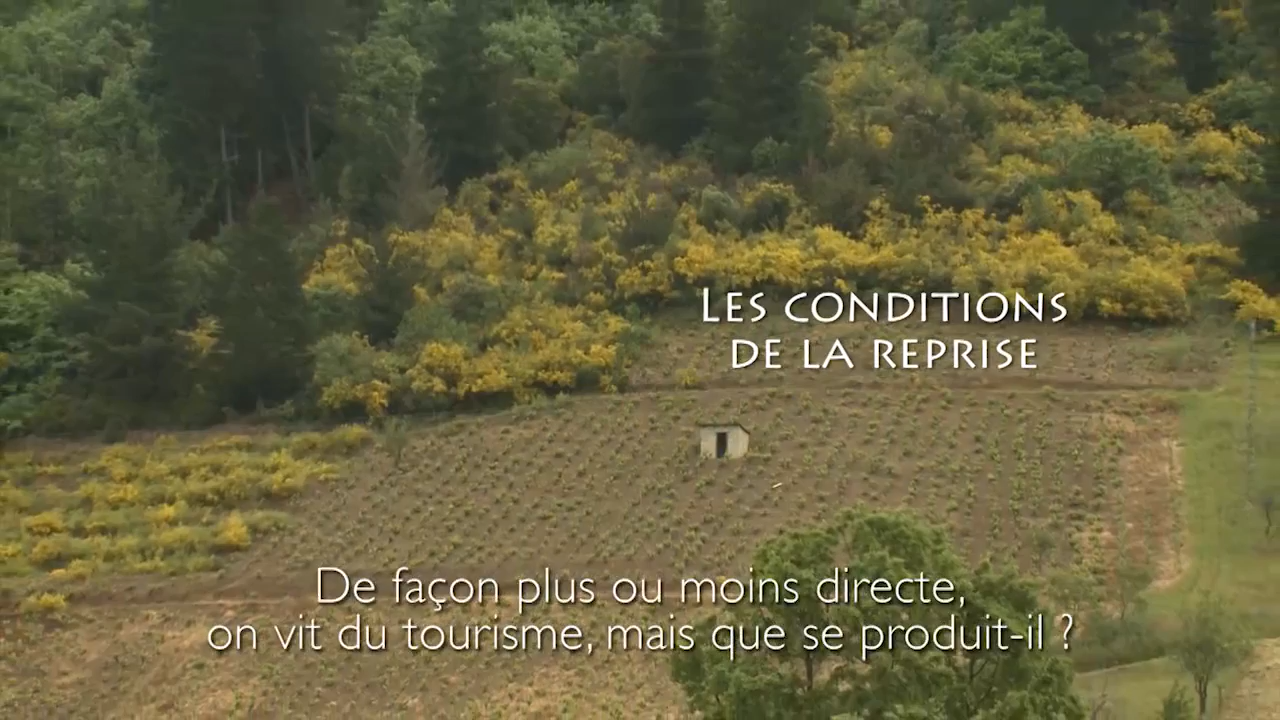 Les conditions
de la reprise
De façon plus ou moins directe,
on vit du tourisme, mais que se produit-il ?